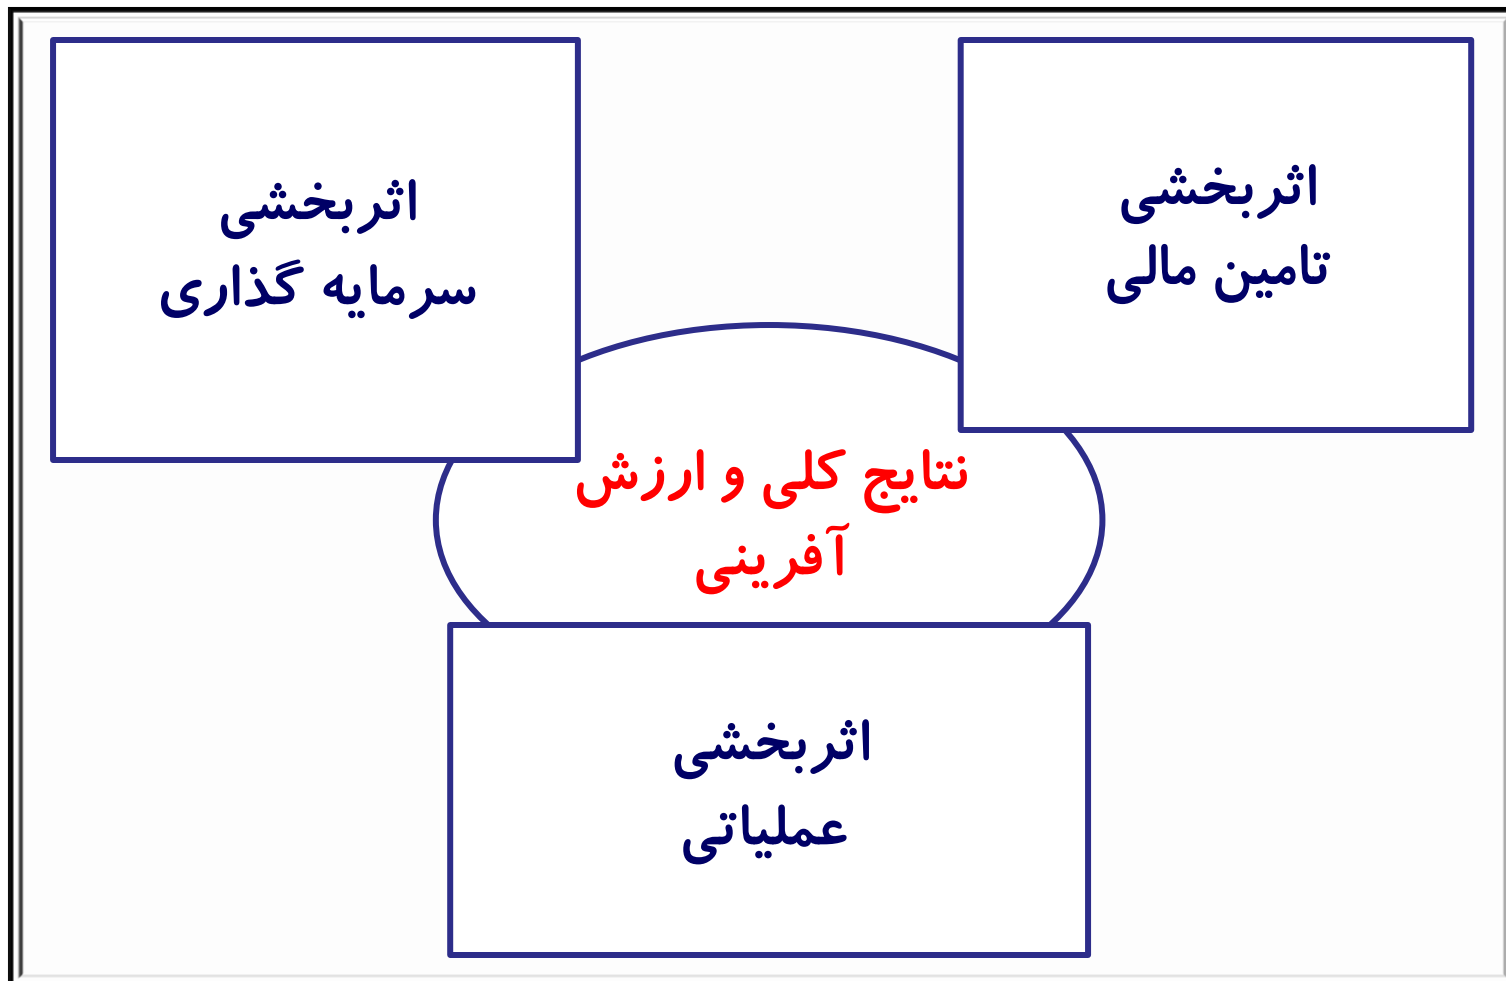 اثربخشی
تامین مالی
اثربخشی
سرمایه گذاری
نتایج کلی و ارزش
آفرینی
اثربخشی
عملیاتی